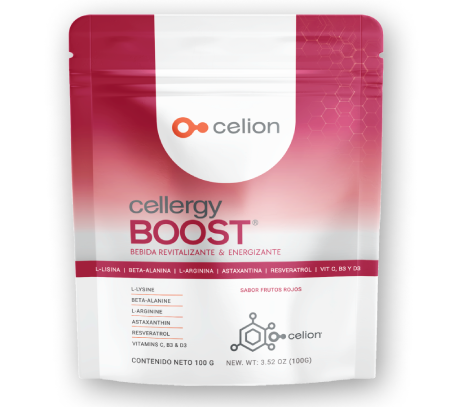 celion
cellergy
BOOST®
BEBIDA REVITALIZANTE & ENERGIZANTE
L-LISINA | BETA-ALANINA | L-ARGININA | ASTAXANTINA | RESVERATROL | VIT C, B3 Y D3
L-LYSINE
BETA-ALANINE
L-ARGININE
ASTAXANTHIN
RESVERATROL
VITAMINS C, B3 & D3
SABOR FRUTOS ROJOS
celion
CONTENIDO NETO 100 G
NEW. WT: 3.52 OZ (100G)